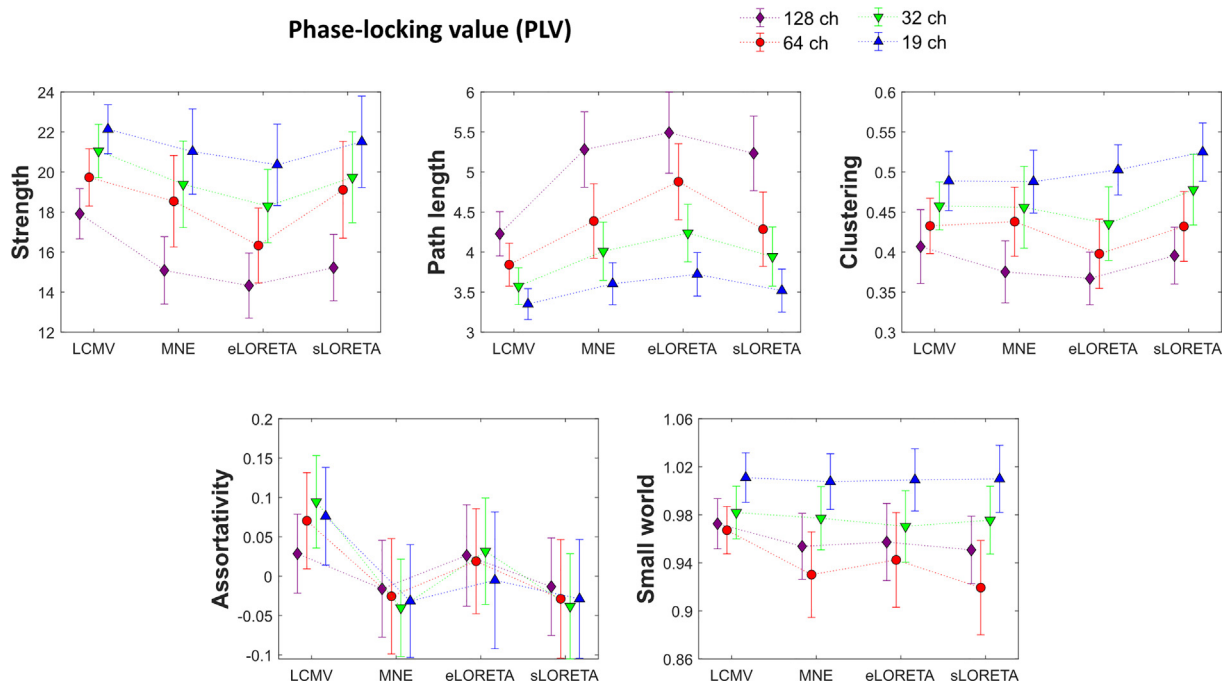 Phase-locking value (PLV)
128 ch
32 ch
64 ch
19 ch
Strength
24
22
20
18
16
14
12
LCMV MNE eLORETA sLORETA
Path length
6
5.5
5
4.5
4
3.5
3
LCMV MNE eLORETA sLORETA
Clustering
0.6
0.55
0.5
0.45
0.4
0.35
0.3
LCMV MNE eLORETA sLORETA
Assortativity
0.2
0.15
0.1
0.05
0
-0.05
-0.1
LCMV MNE eLORETA sLORETA
Small world
1.06
1.02
0.98
0.94
0.9
0.86
LCMV MNE eLORETA sLORETA